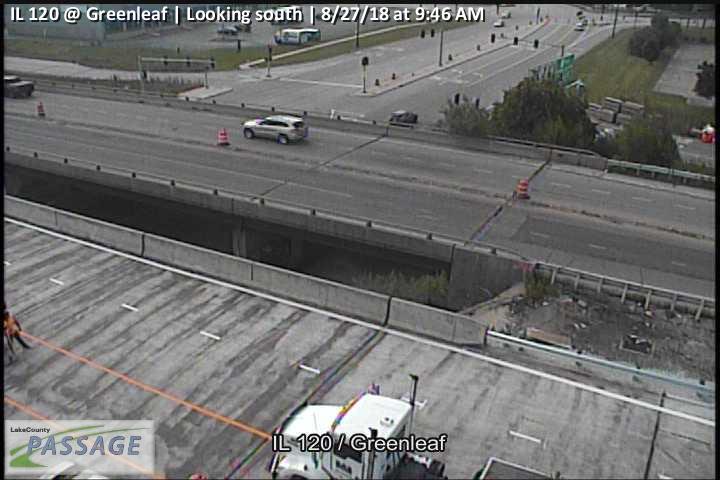 IL 120 @ Greenleaf | Looking south | 8/27/18 at 9:46 AM
IL 120 / Greenleaf
LakeCounty
PASSAGE